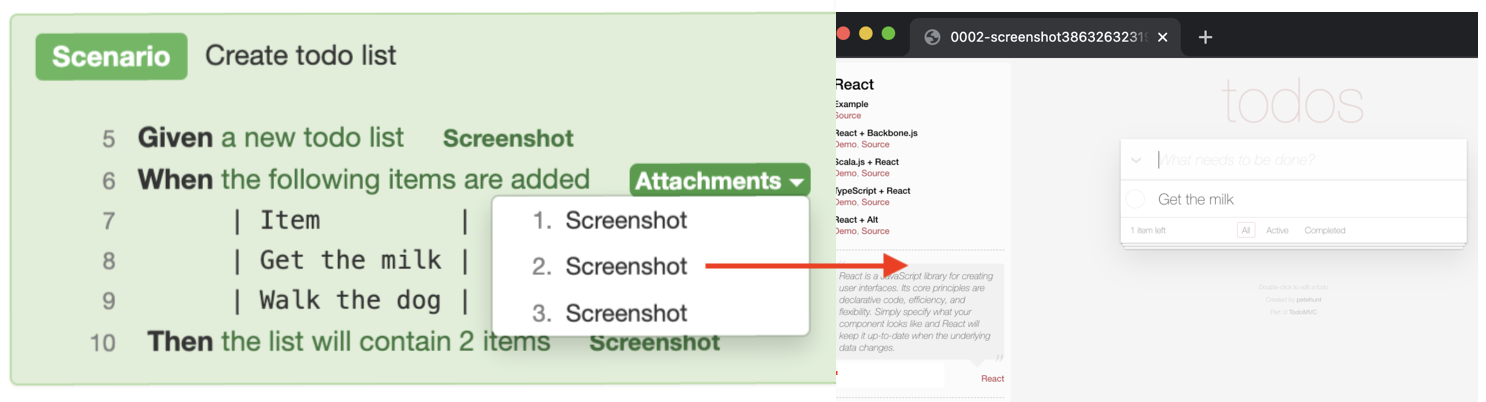 Scenario Create todo list
5 Given a new todo list Screenshot
6 When the following items are added Attachments
7 | Item |
8 | Get the milk |
9 | Walk the dog |
10 Then the list will contain 2 items Screenshot
1. Screenshot
2. Screenshot
3. Screenshot
0002-screenshot38632632319
React
Example
Source
React + Backbone.js
Demo, Source
Scala.js + React
Demo, Source
TypeScript + React
Demo, Source
React + Alt
Demo, Source
React is a JavaScript library for creating
user interfaces. Its core principles are
declarative code, efficiency, and
flexibility. Simply specify what your
component looks like and React will
keep it up-to-date when the underlying
data changes.
"
React
todos
What needs to be done?
Get the milk
1 item left All Active Completed
Double-click to edit a todo
Created by petehunt
Part of TodoMVC